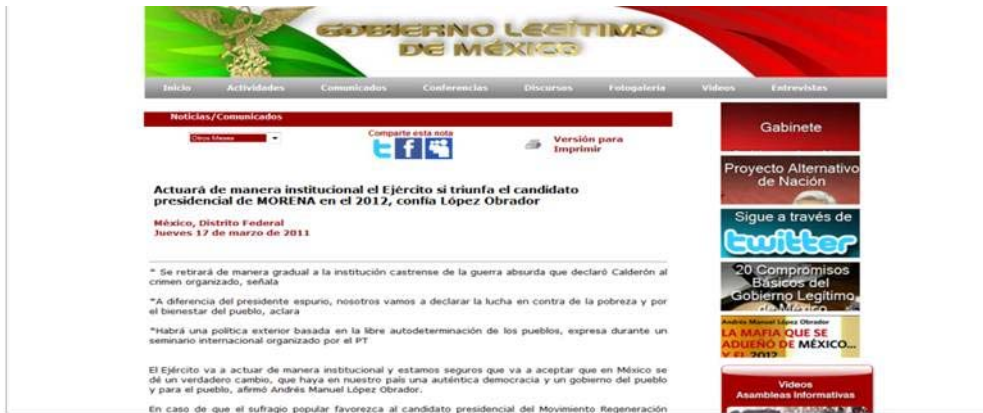 GOBIERNO LEGÍTIMO
DE MÉXICO
Inicio Actividades Comunicados Conferencias Discursos Fotogalería Videos Entrevistas
Noticias/Comunicados
Otros Meses
Comparte esta nota
Versión para
Imprimir
Actuará de manera institucional el Ejército si triunfa el candidato
presidencial de MORENA en el 2012, confía López Obrador
México, Distrito Federal
Jueves 17 de marzo de 2011
* Se retirará de manera gradual a la institución castrense de la guerra absurda que declaró Calderón al
crimen organizado, señala
*A diferencia del presidente espurio, nosotros vamos a declarar la lucha en contra de la pobreza y por
el bienestar del pueblo, aclara
*Habrá una política exterior basada en la libre autodeterminación de los pueblos, expresa durante un
seminario internacional organizado por el PT
El Ejército va a actuar de manera institucional y estamos seguros que va a aceptar que en México se
dé un verdadero cambio, que haya en nuestro país una auténtica democracia y un gobierno del pueblo
y para el pueblo, afirmó Andrés Manuel López Obrador.
En caso de que el sufragio popular favorezca al candidato presidencial del Movimiento Regeneración
Gabinete
Proyecto Alternativo
de Nación
Sigue a través de
twitter
20 Compromisos
Básicos del
Gobierno Legítimo
de México
Andrés Manuel López Obrador
LA MAFIA QUE SE
ADUEÑÓ DE MÉXICO...
Y EL 2012
Videos
Asambleas Informativas